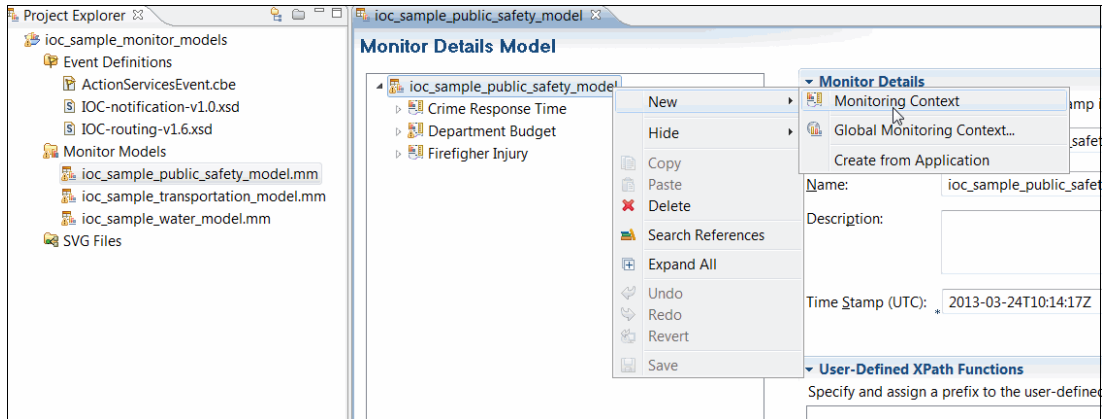 Project Explorer
ioc_sample_public_safety_model
ioc_sample_monitor_models
Event Definitions
ActionServicesEvent.cbe
IOC-notification-v1.0.xsd
IOC-routing-v1.6.xsd
Monitor Models
ioc_sample_public_safety_model.mm
ioc_sample_transportation_model.mm
ioc_sample_water_model.mm
SVG Files
Monitor Details Model
ioc_sample_public_safety_model
Crime Response Time
Department Budget
Firefigher Injury
New
Hide
Copy
Paste
Delete
Search References
Expand All
Undo
Redo
Revert
Save
Monitoring Context
Global Monitoring Context...
Create from Application
Monitor Details
amp i
_safet
Name: ioc_sample_public_safet
Description:
Time Stamp (UTC): * 2013-03-24T10:14:17Z
User-Defined XPath Functions
Specify and assign a prefix to the user-defined